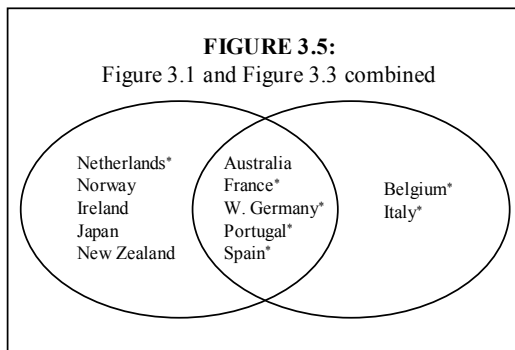 FIGURE 3.5:
Figure 3.1 and Figure 3.3 combined
Netherlands*
Norway
Ireland
Japan
New Zealand
Australia
France*
W. Germany*
Portugal*
Spain*
Belgium*
Italy*